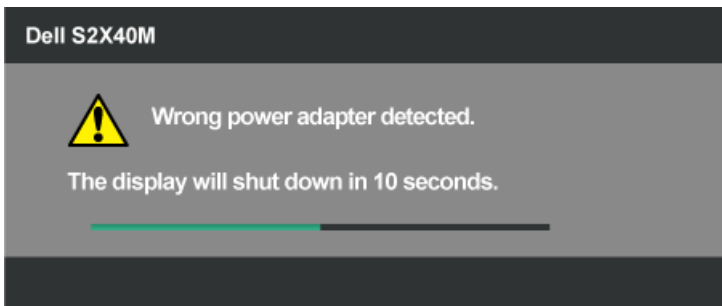 Dell S2X40M
Wrong power adapter detected.
The display will shut down in 10 seconds.